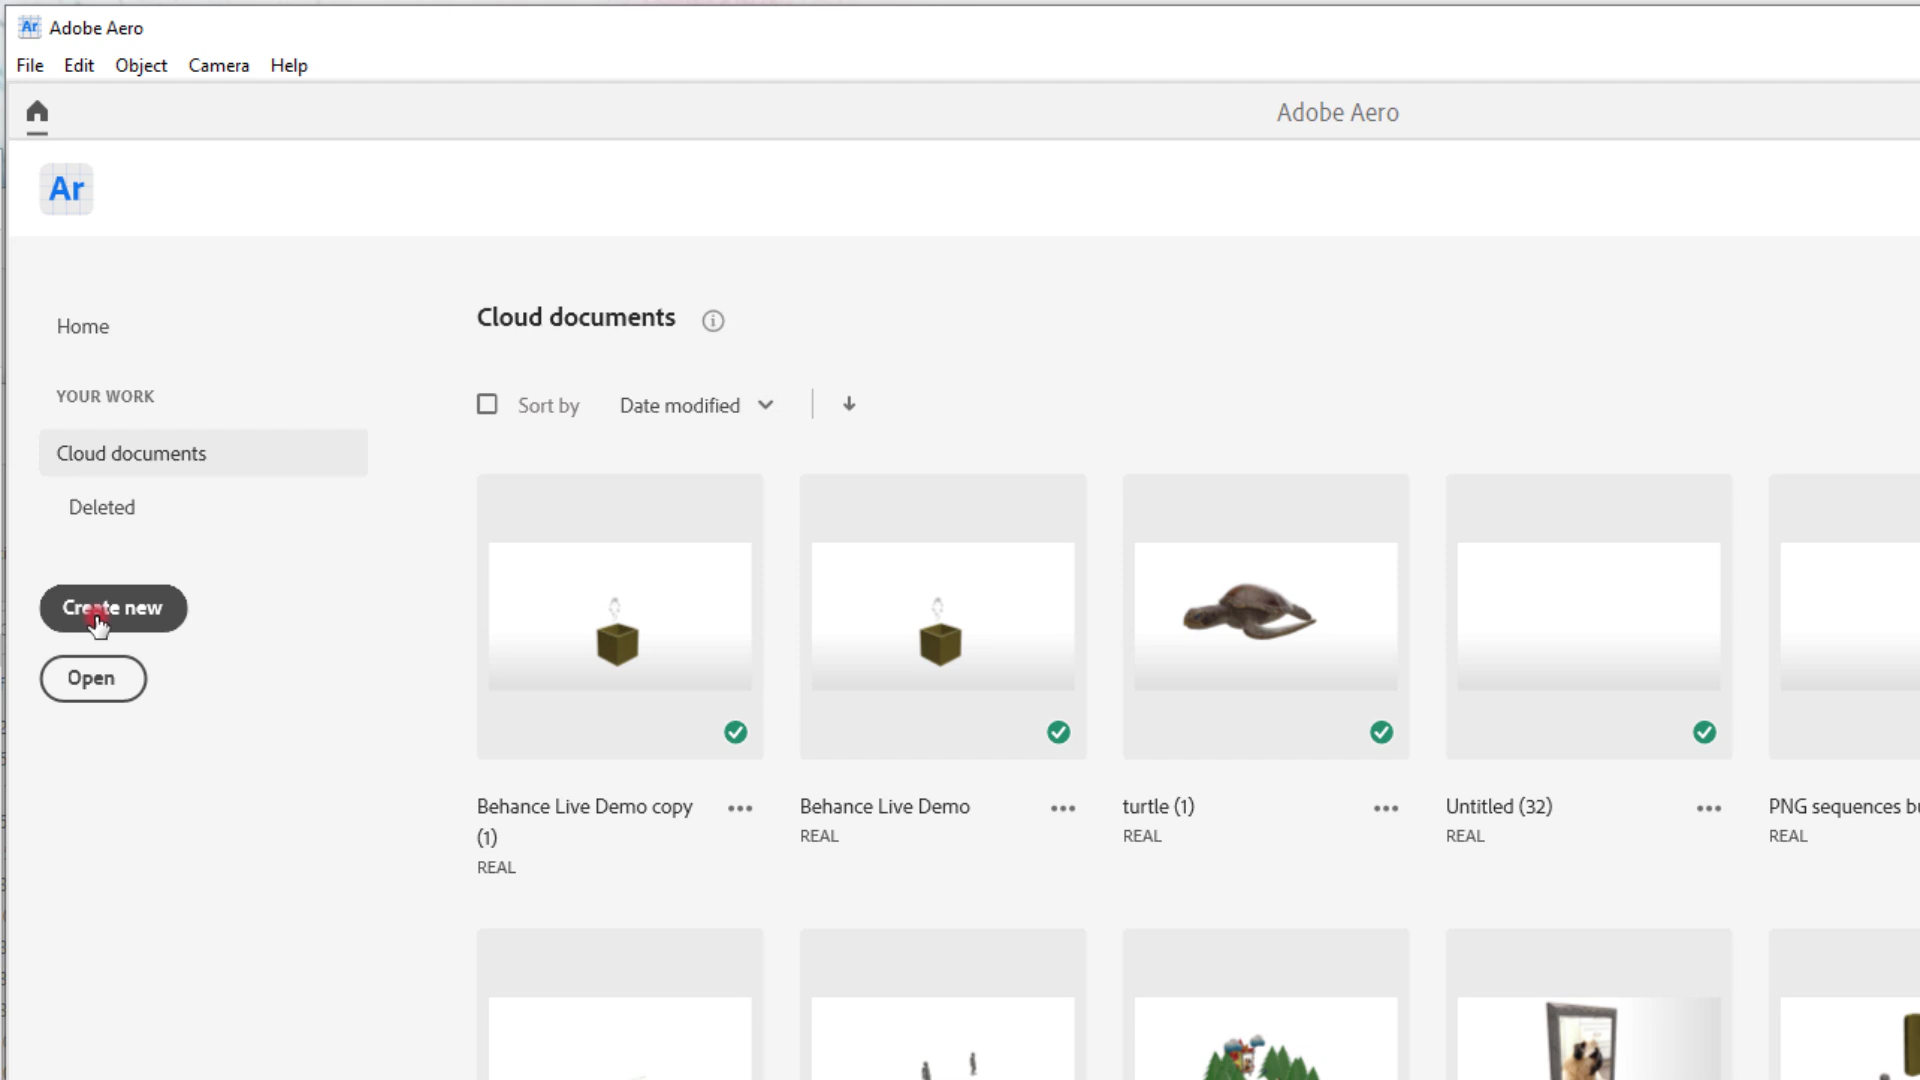 Ar Adobe Aero
File Edit Object Camera Help
Adobe Aero
Ar
Home
YOUR WORK
Cloud documents
Deleted
Create new
Open
Cloud documents
Sort by Date modified
Behance Live Demo copy
(1)
REAL
Behance Live Demo
REAL
turtle (1)
REAL
Untitled (32)
REAL
PNG sequences bu
REAL